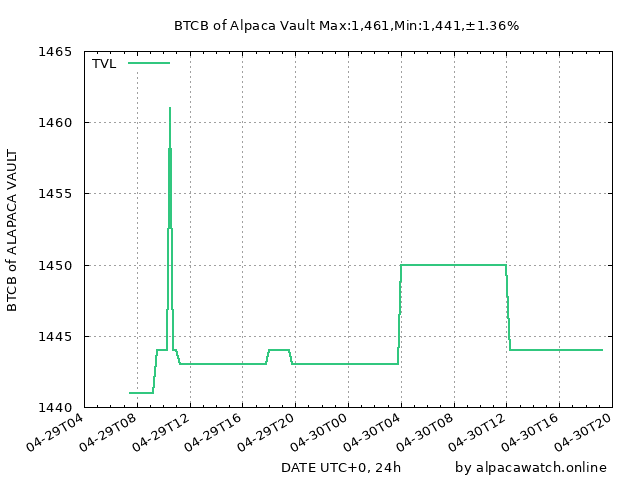 BTCB of Alpaca Vault Max:1,461,Min:1,441,±1.36%
TVL
BTCB of ALAPACA VAULT
1465
1460
1455
1450
1445
1440
04-29T04
04-29T08
04-29T12
04-29T16
04-29T20
04-30T00
04-30T04
04-30T08
04-30T12
04-30T16
04-30T20
DATE UTC+0, 24h by alpacawatch.online